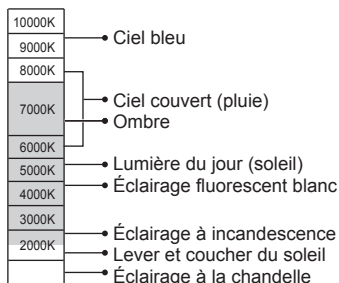 10000K
9000K
Ciel bleu
8000K
7000K
Ciel couvert (pluie)
Ombre
6000K
5000K
Lumière du jour (soleil)
4000K
Éclairage fluorescent blanc
3000K
2000K
Éclairage à incandescence
Lever et coucher du soleil
Éclairage à la chandelle